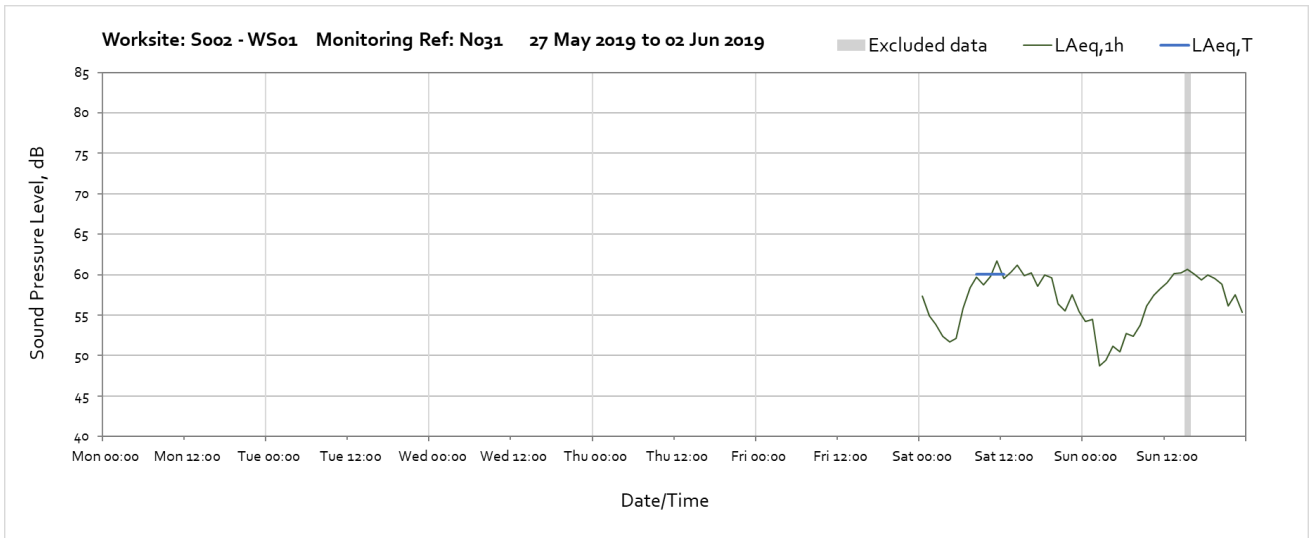 Worksite: S002 - WS01 Monitoring Ref: N031 27 May 2019 to 02 Jun 2019
Excluded data LAeq,1h LAeq,T
85
80
75
70
65
60
55
50
45
40
Sound Pressure Level, dB
Mon 00:00 Mon 12:00 Tue 00:00 Tue 12:00 Wed 00:00 Wed 12:00 Thu 00:00 Thu 12:00 Fri 00:00 Fri 12:00 Sat 00:00 Sat 12:00 Sun 00:00 Sun 12:00
Date/Time